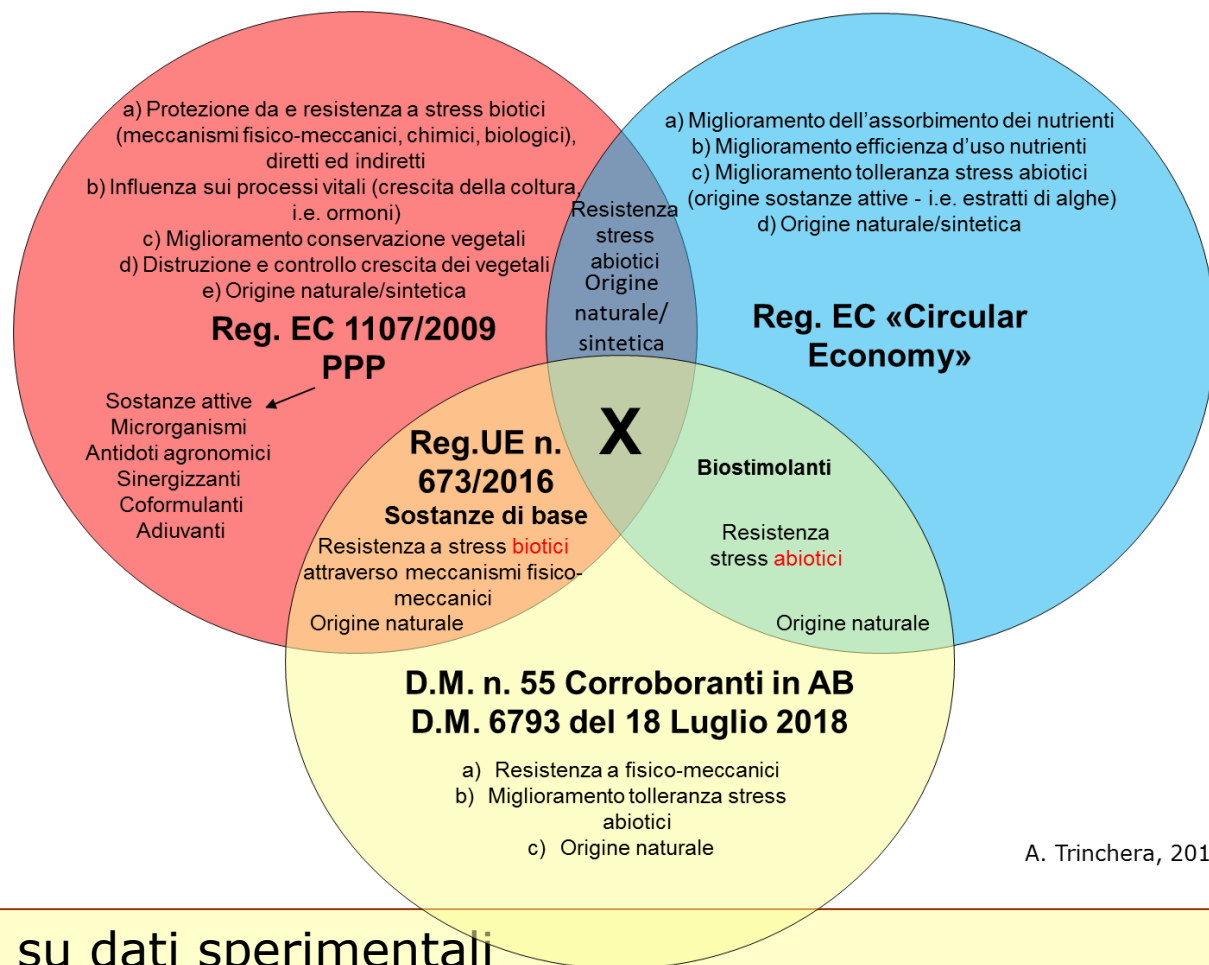 a) Protezione da e resistenza a stress biotici
(meccanismi fisico-meccanici, chimici, biologici),
diretti ed indiretti
b) Influenza sui processi vitali (crescita della coltura,
i.e. ormoni)
c) Miglioramento conservazione vegetali
d) Distruzione e controllo crescita dei vegetali
e) Origine naturale/sintetica
Reg. EC 1107/2009
PPP
Sostanze attive
Microrganismi
Antidoti agronomici
Sinergizzanti
Coformulanti
Adiuvanti
Resistenza
stress
abiotici
Origine
naturale/
sintetica
a) Miglioramento dell’assorbimento dei nutrienti
b) Miglioramento efficienza d’uso nutrienti
c) Miglioramento tolleranza stress abiotici
(origine sostanze attive - i.e. estratti di alghe)
d) Origine naturale/sintetica
Reg. EC «Circular
Economy»
X
Reg.UE n.
673/2016
Sostanze di base
Resistenza a stress biotici
attraverso meccanismi fisico-
meccanici
Origine naturale
Biostimolanti
Resistenza
stress abiotici
Origine naturale
D.M. n. 55 Corroboranti in AB
D.M. 6793 del 18 Luglio 2018
a) Resistenza a fisico-meccanici
b) Miglioramento tolleranza stress
abiotici
c) Origine naturale
A. Trinchera, 201
su dati sperimentali